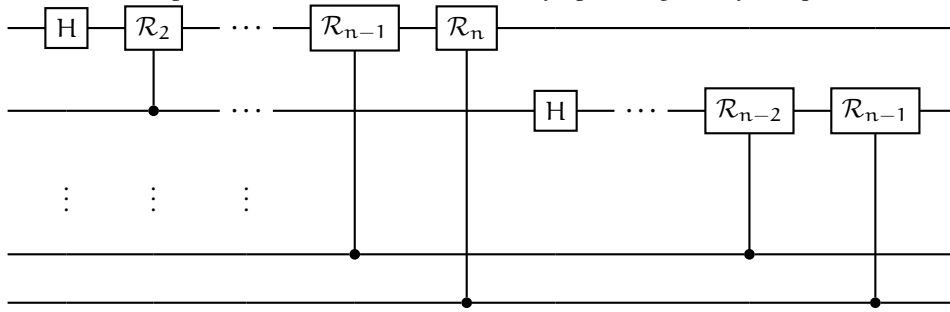 H R₂ ··· Rₙ₋₁ Rₙ
··· H ··· Rₙ₋₂ Rₙ₋₁
⋮ ⋮ ⋮